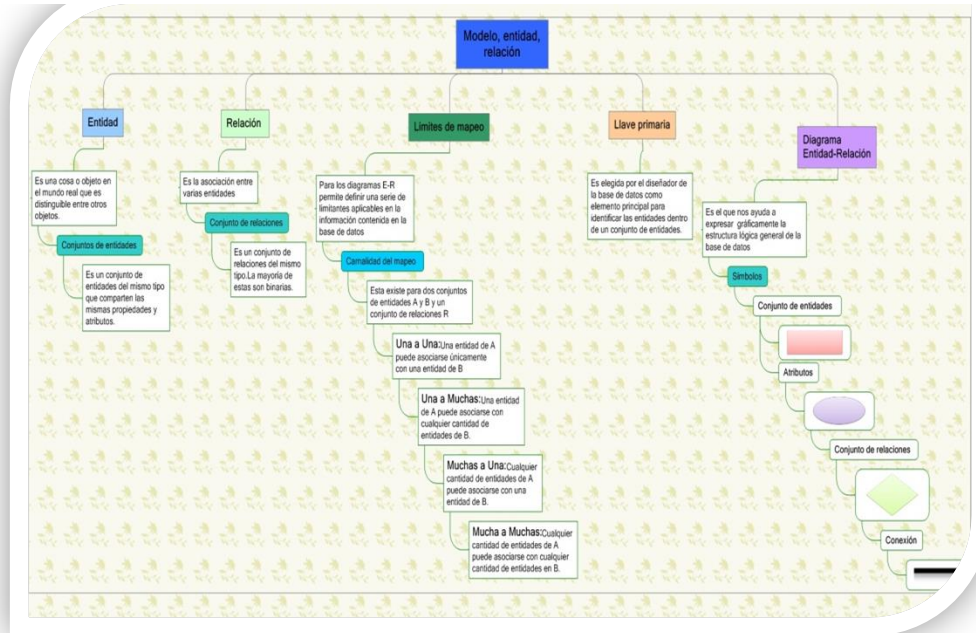 Modelo, entidad,
relación
Entidad
Es una cosa o objeto en
el mundo real que es
distinguible entre otros
objetos.
Conjuntos de entidades
Es un conjunto de
entidades del mismo tipo
que comparten las
mismas propiedades y
atributos.
Relación
Es la asociación entre
varias entidades
Conjunto de relaciones
Es un conjunto de
relaciones del mismo
tipo.La mayoria de
estas son binarias.
Limites de mapeo
Para los diagramas E-R
permite definir una serie de
limitantes aplicables en la
información contenida en la
base de datos
Carnalidad del mapeo
Esta existe para dos conjuntos
de entidades A y B y un
conjunto de relaciones R
Una a Una:Una entidad de A
puede asociarse únicamente
con una entidad de B
Una a Muchas:Una entidad
de A puede asociarse con
cualquier cantidad de
entidades de B.
Muchas a Una:Cualquier
cantidad de entidades de A
puede asociarse con una
entidad de B.
Mucha a Muchas:Cualquier
cantidad de entidades de A
puede asociarse con cualquier
cantidad de entidades en B.
Llave primaria
Es elegida por el diseñador de
la base de datos como
elemento principal para
identificar las entidades dentro
de un conjunto de entidades.
Diagrama
Entidad-Relación
Es el que nos ayuda a
expresar gráficamente la
estructura lógica general de la
base de datos
Simbolos
Conjunto de entidades
Atributos
Conjunto de relaciones
Conexión